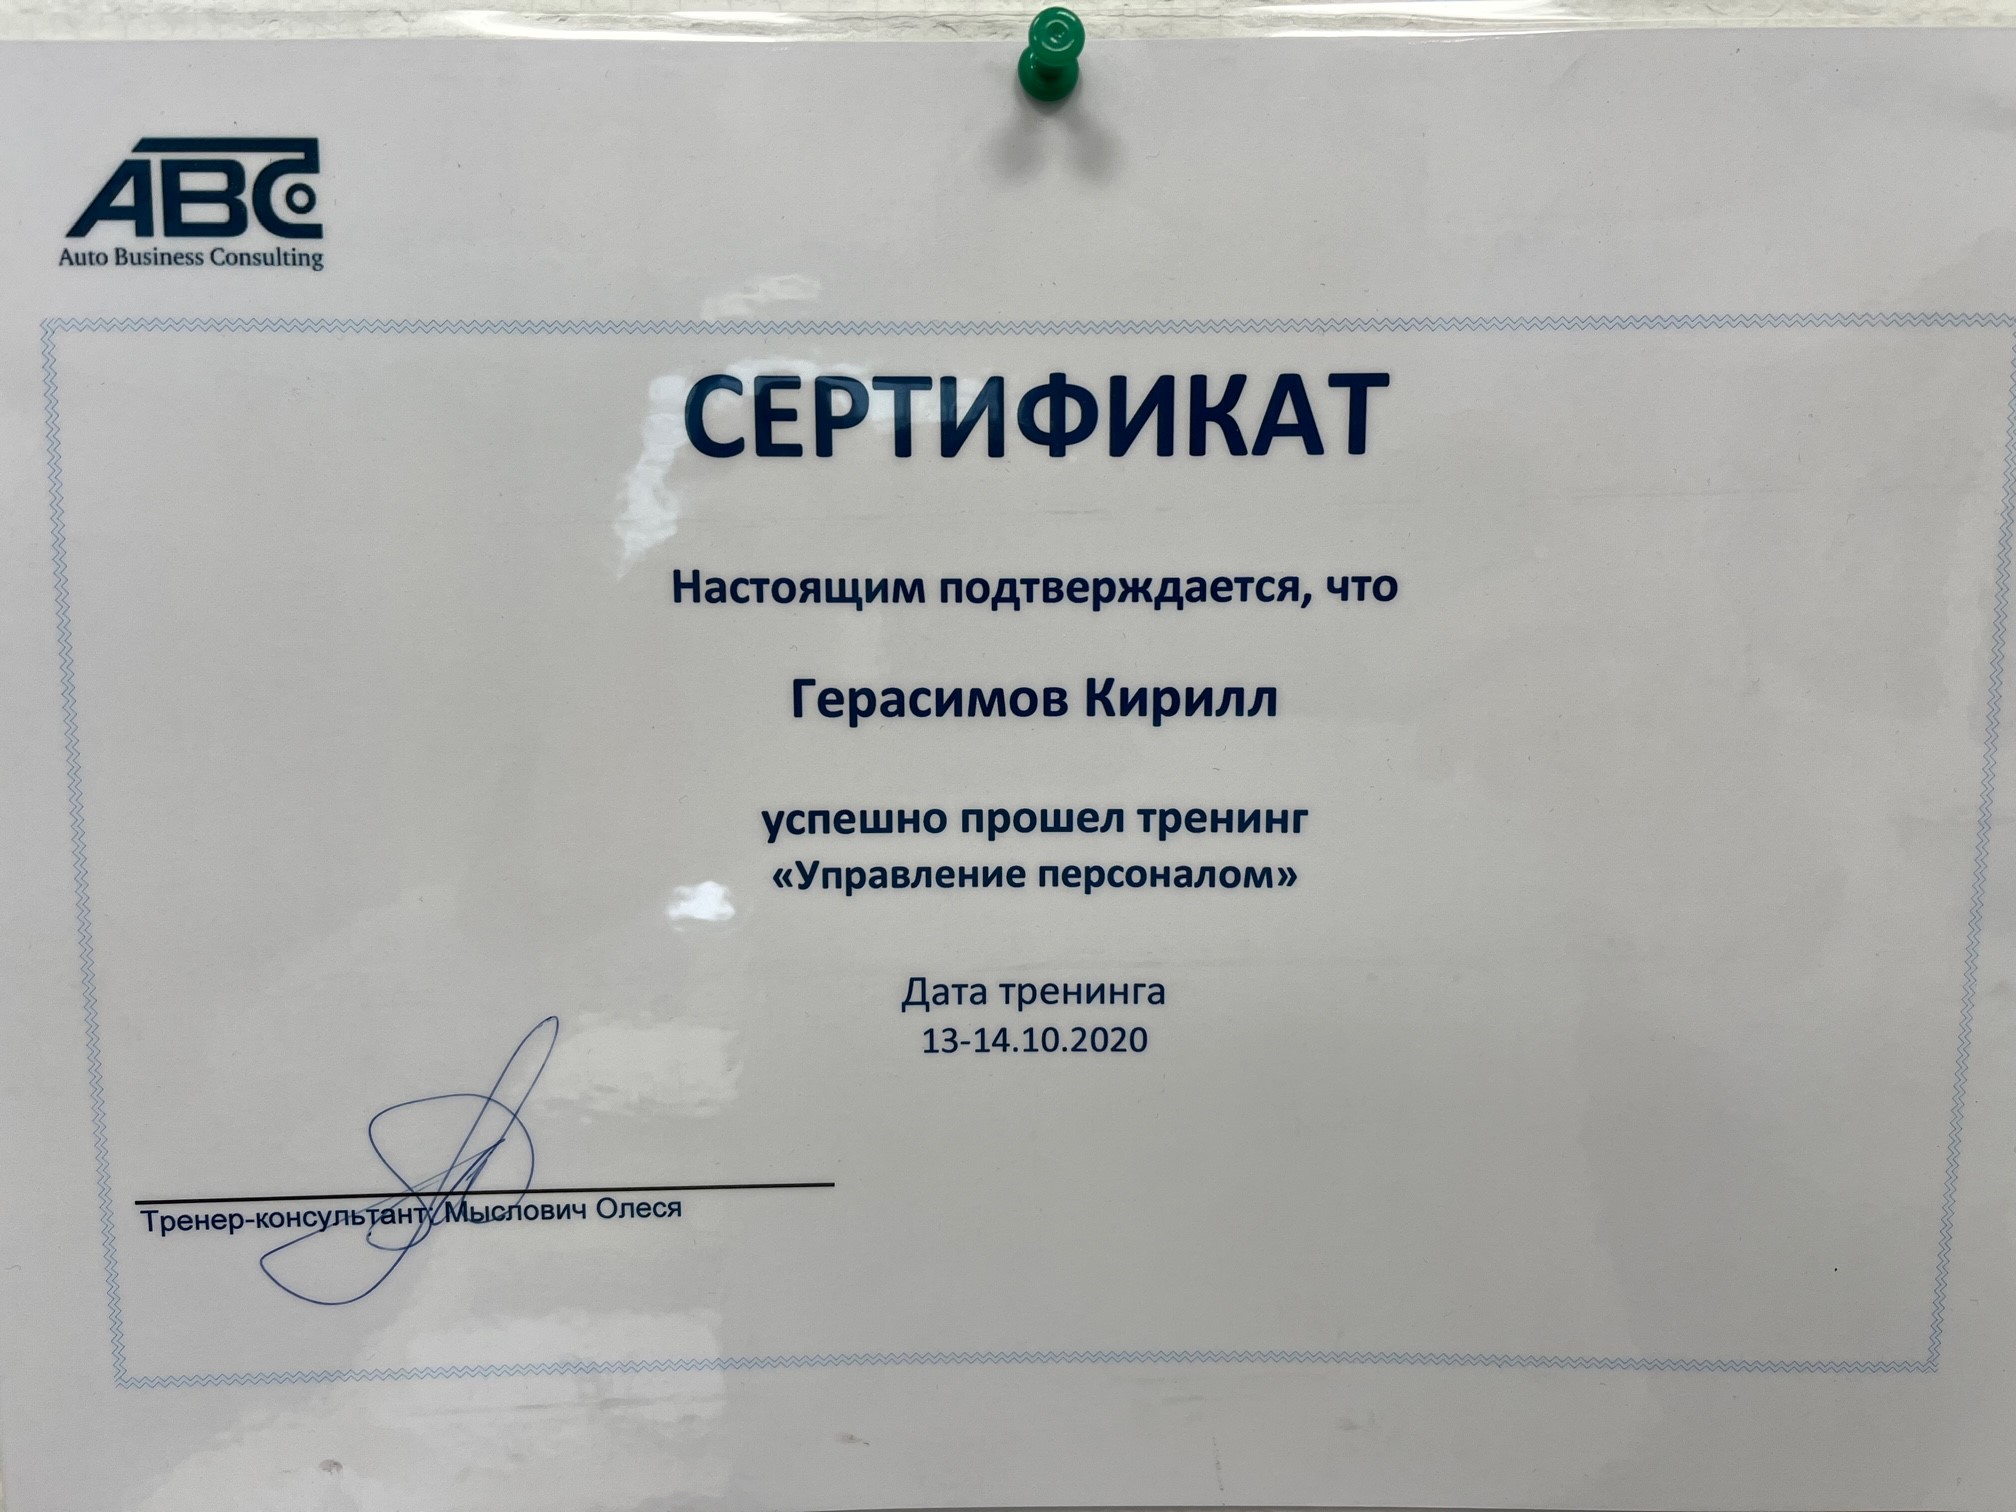 ABC
Auto Business Consulting
СЕРТИФИКАТ
Настоящим подтверждается, что
Герасимов Кирилл
успешно прошел тренинг
«Управление персоналом»
Дата тренинга
13-14.10.2020
Тренер-консультант: Мыслович Олеся